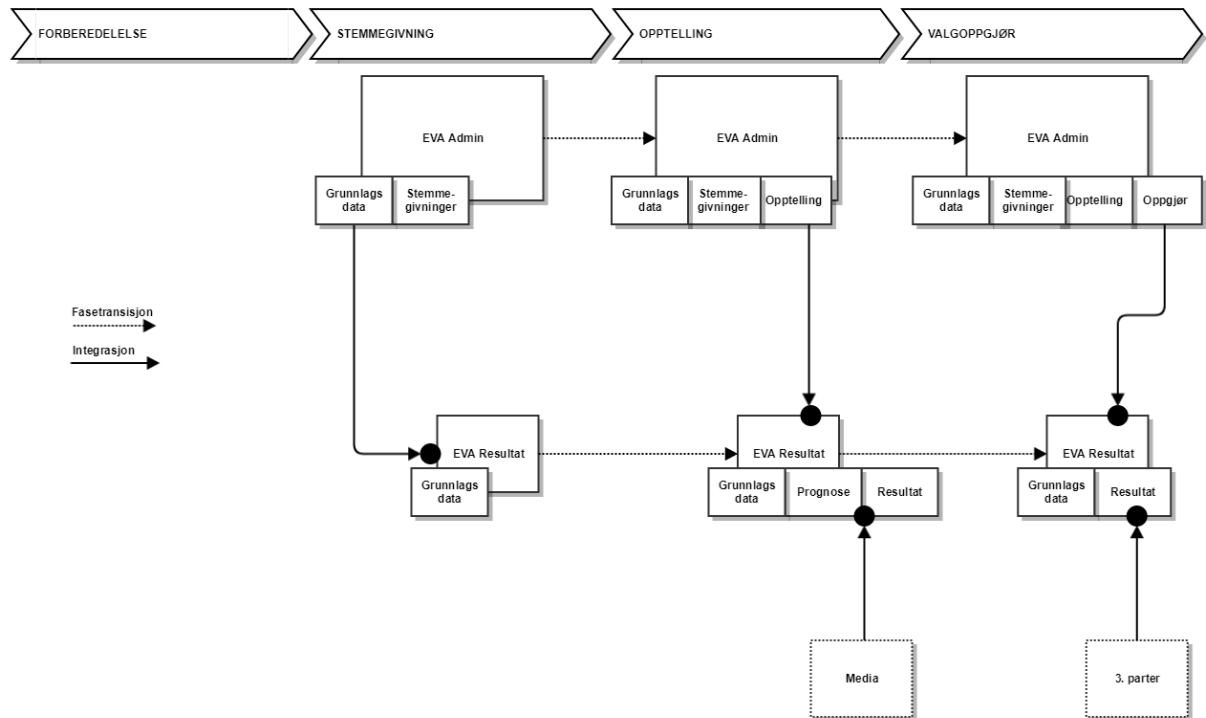 FORBEREDELELSE
STEMMEGIVNING
OPPTELLING
VALGOPPGJØR
EVA Admin
EVA Admin
EVA Admin
Grunnlags
data
Stemme-
givninger
Grunnlags
data
Stemme-
givninger
Opptelling
Grunnlags
data
Stemme-
givninger
Opptelling
Oppgjør
Fasetransisjon
Integrasjon
EVA Resultat
Grunnlags
data
EVA Resultat
Grunnlags
data
Prognose
Resultat
EVA Resultat
Grunnlags
data
Resultat
Media
3. parter